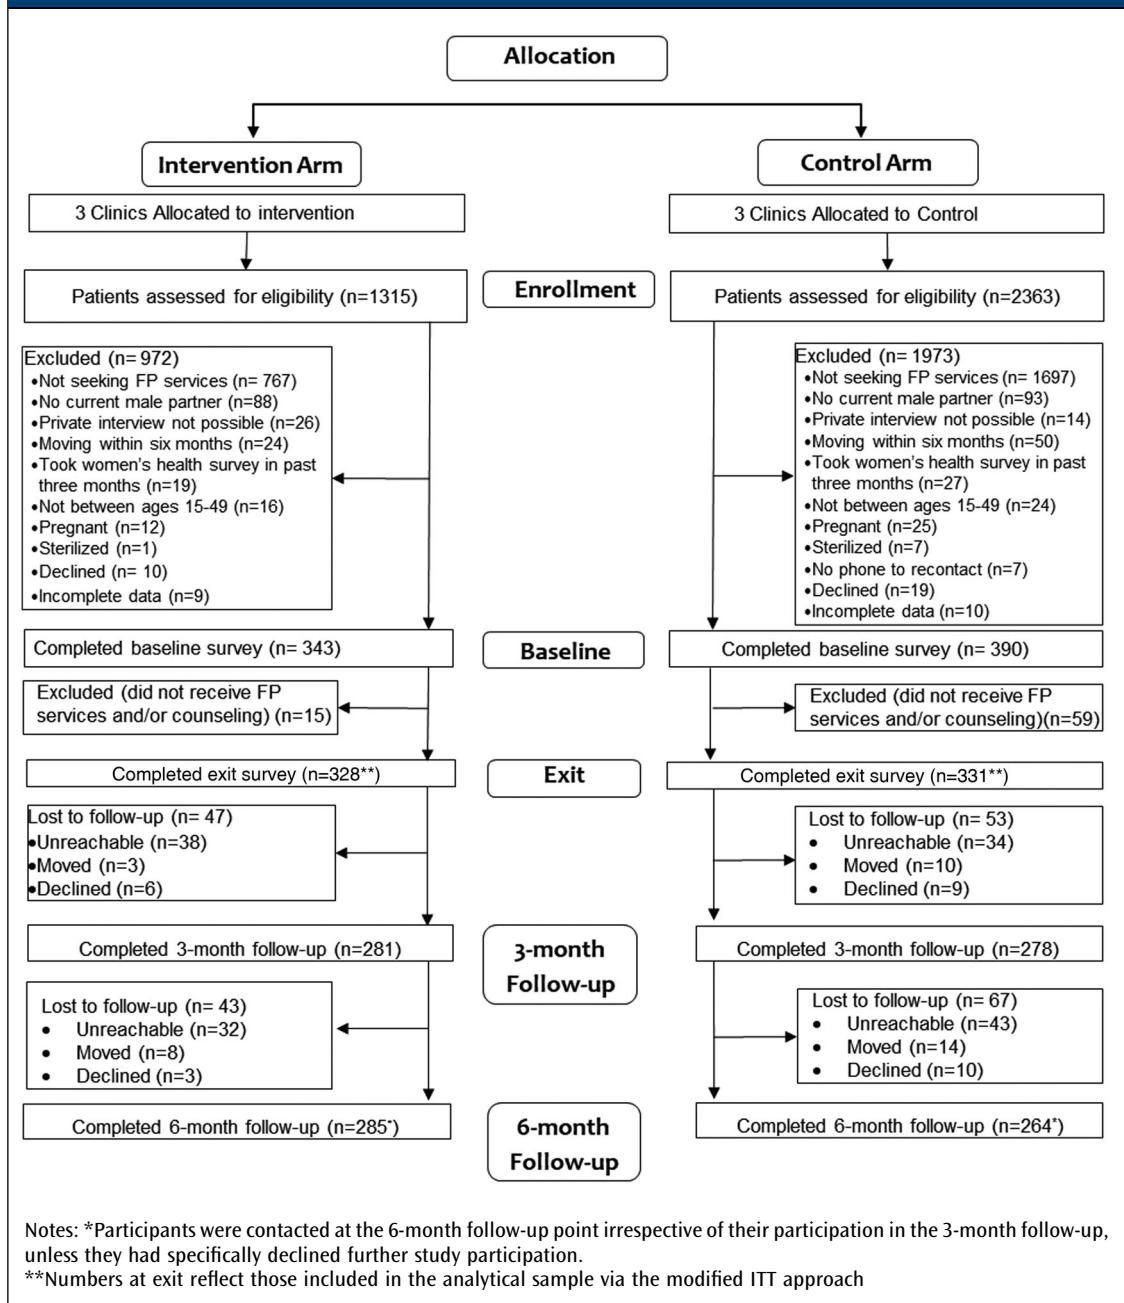 Allocation
Intervention Arm
Control Arm
3 Clinics Allocated to intervention
3 Clinics Allocated to Control
Enrollment
Patients assessed for eligibility (n=1315)
Patients assessed for eligibility (n=2363)
Excluded (n= 972)
•Not seeking FP services (n= 767)
•No current male partner (n=88)
•Private interview not possible (n=26)
•Moving within six months (n=24)
•Took women's health survey in past
three months (n=19)
•Not between ages 15-49 (n=16)
•Pregnant (n=12)
•Sterilized (n=1)
•Declined (n= 10)
•Incomplete data (n=9)
Excluded (n= 1973)
•Not seeking FP services (n= 1697)
•No current male partner (n=93)
•Private interview not possible (n=14)
•Moving within six months (n=50)
•Took women's health survey in past
three months (n=27)
•Not between ages 15-49 (n=24)
•Pregnant (n=25)
•Sterilized (n=7)
•No phone to recontact (n=7)
•Declined (n=19)
•Incomplete data (n=10)
Baseline
Completed baseline survey (n= 343)
Completed baseline survey (n= 390)
Excluded (did not receive FP
services and/or counseling) (n=15)
Excluded (did not receive FP
services and/or counseling)(n=59)
Exit
Completed exit survey (n=328**)
Completed exit survey (n=331**)
Lost to follow-up (n= 47)
•Unreachable (n=38)
•Moved (n=3)
•Declined (n=6)
Lost to follow-up (n= 53)
• Unreachable (n=34)
• Moved (n=10)
• Declined (n=9)
3-month
Follow-up
Completed 3-month follow-up (n=281)
Completed 3-month follow-up (n=278)
Lost to follow-up (n= 43)
• Unreachable (n=32)
• Moved (n=8)
• Declined (n=3)
Lost to follow-up (n= 67)
• Unreachable (n=43)
• Moved (n=14)
• Declined (n=10)
6-month
Follow-up
Completed 6-month follow-up (n=285*)
Completed 6-month follow-up (n=264*)
Notes: *Participants were contacted at the 6-month follow-up point irrespective of their participation in the 3-month follow-up,
unless they had specifically declined further study participation.
**Numbers at exit reflect those included in the analytical sample via the modified ITT approach